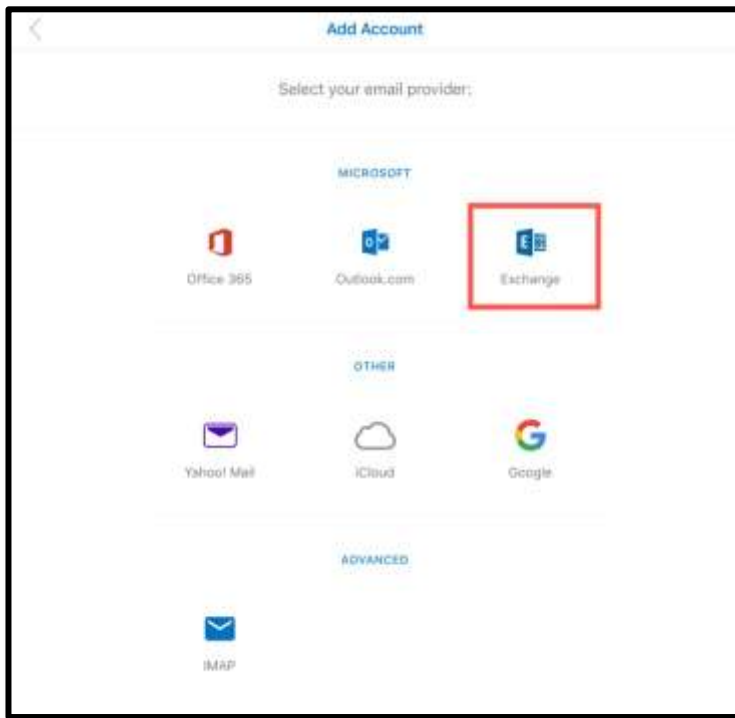 Add Account
Select your email provider:
MICROSOFT
Office 365
Outlook.com
Exchange
OTHER
Yahoo! Mail
iCloud
Google
ADVANCED
IMAP